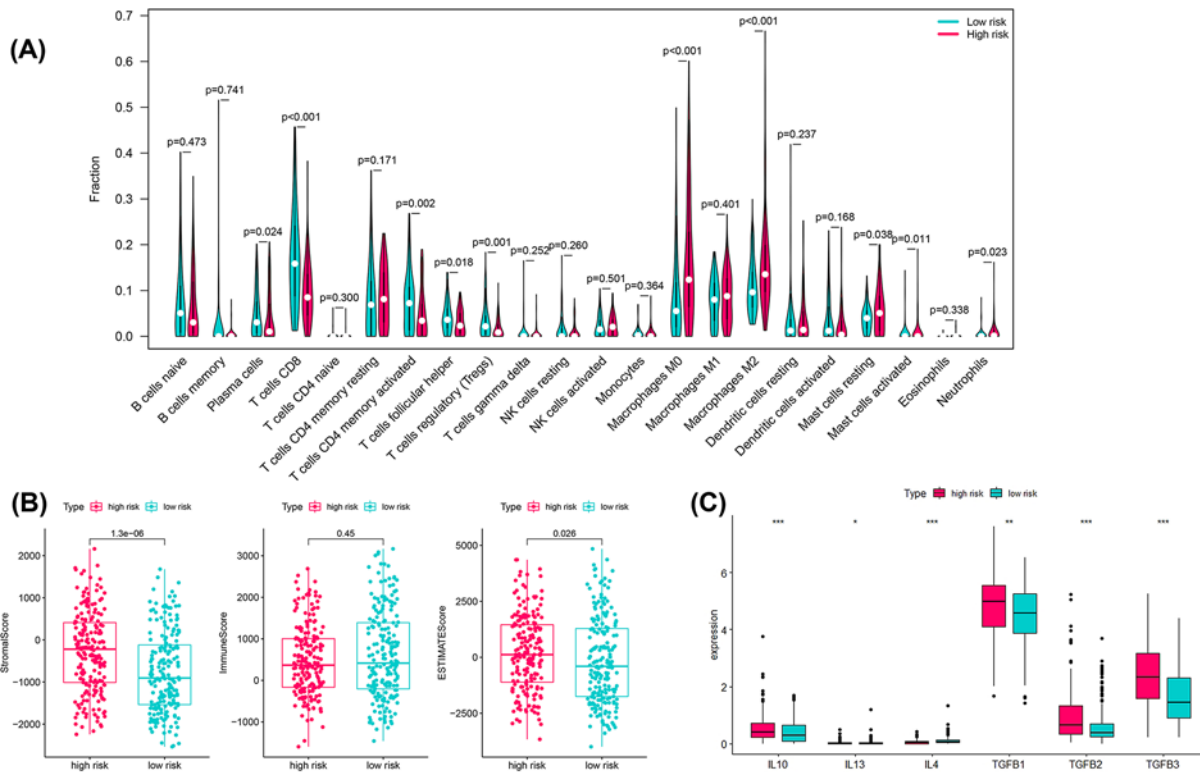 (A)
Fraction
0.7
0.6
0.5
0.4
0.3
0.2
0.1
0.0
Low risk
High risk
p=0.473
p=0.741
p=0.024
p<0.001
p=0.300
p=0.171
p=0.002
p=0.018
p=0.001
p=0.252
p=0.260
p=0.501
p=0.364
p<0.001
p=0.401
p<0.001
p=0.237
p=0.168
p=0.038
p=0.011
p=0.338
p=0.023
B cells naive
B cells memory
Plasma cells
T cells CD8
T cells CD4 naive
T cells CD4 memory resting
T cells CD4 memory activated
T cells follicular helper
T cells regulatory (Tregs)
T cells gamma delta
NK cells resting
NK cells activated
Monocytes
Macrophages M0
Macrophages M1
Macrophages M2
Dendritic cells resting
Dendritic cells activated
Mast cells resting
Mast cells activated
Eosinophils
Neutrophils
(B)
Type high risk low risk
StromalScore
2000
1000
0
−1000
−2000
1.3e−06
high risk low risk
Type high risk low risk
ImmuneScore
3000
2000
1000
0
−1000
0.45
high risk low risk
Type high risk low risk
ESTIMATEScore
5000
2500
0
−2500
0.026
high risk low risk
(C)
Type high risk low risk
expression
6
4
2
0
*** * *** ** *** ***
IL10 IL13 IL4 TGFB1 TGFB2 TGFB3